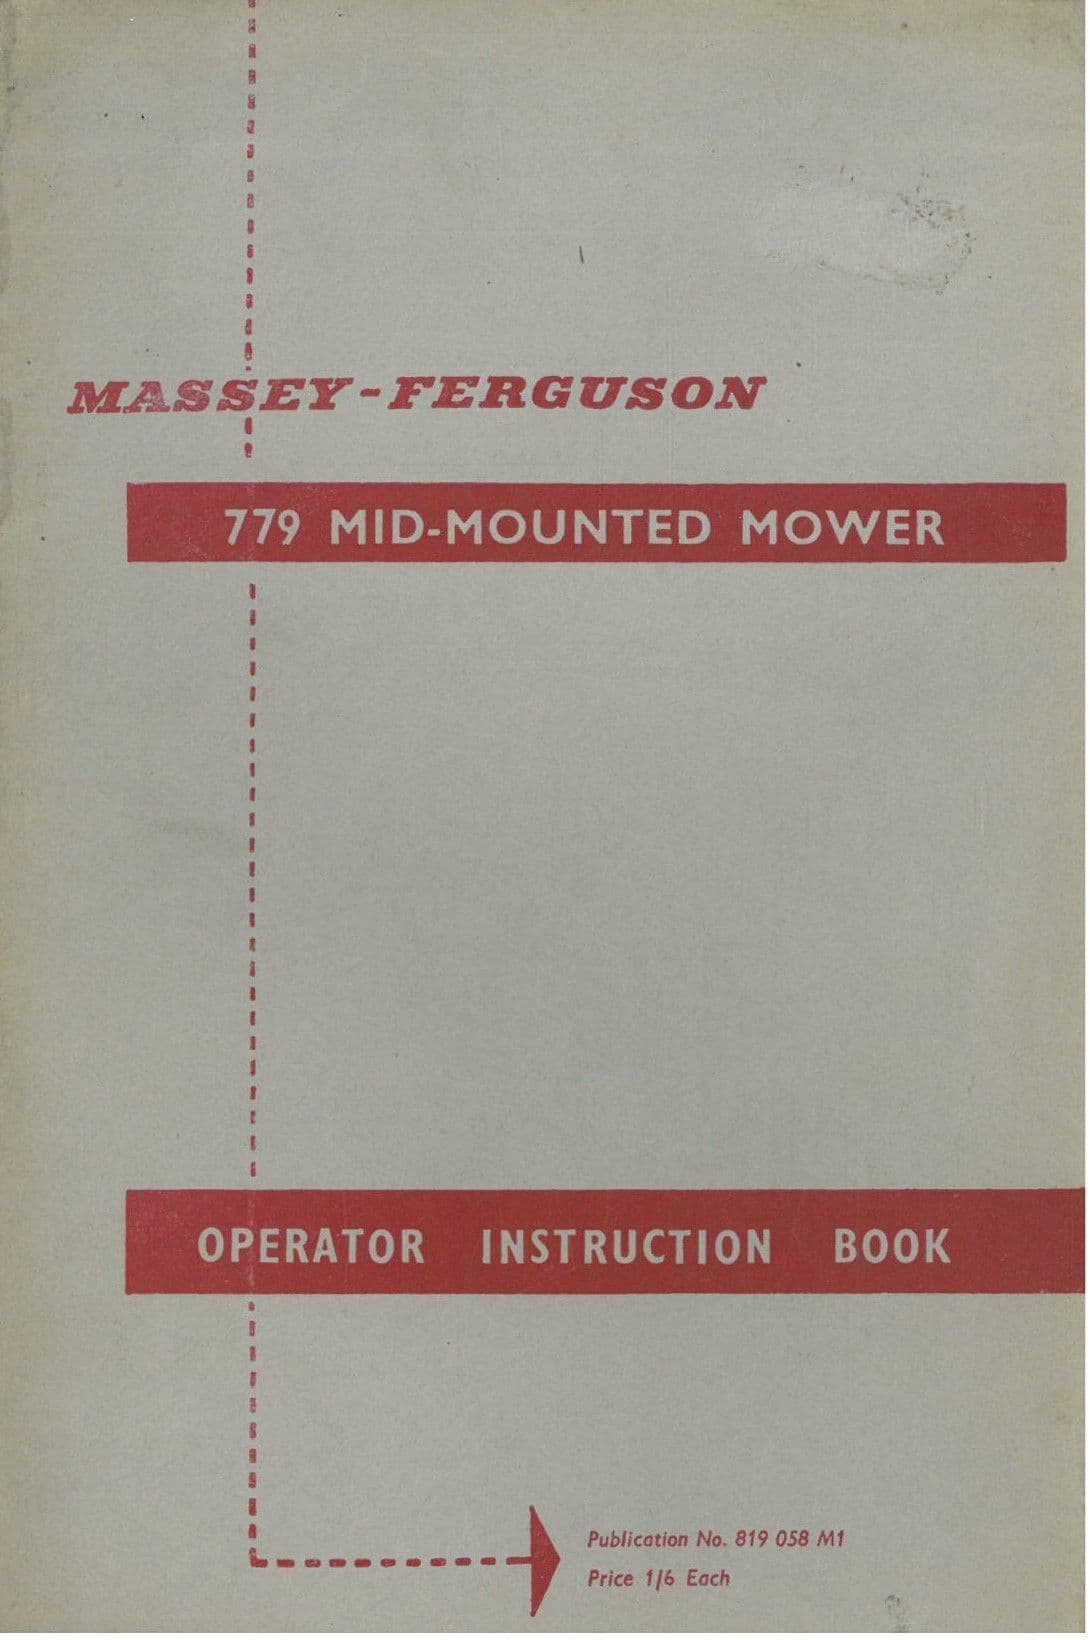 MASSEY-FERGUSON
779 MID-MOUNTED MOWER
OPERATOR INSTRUCTION BOOK
Publication No. 819 058 M1
Price 1/6 Each